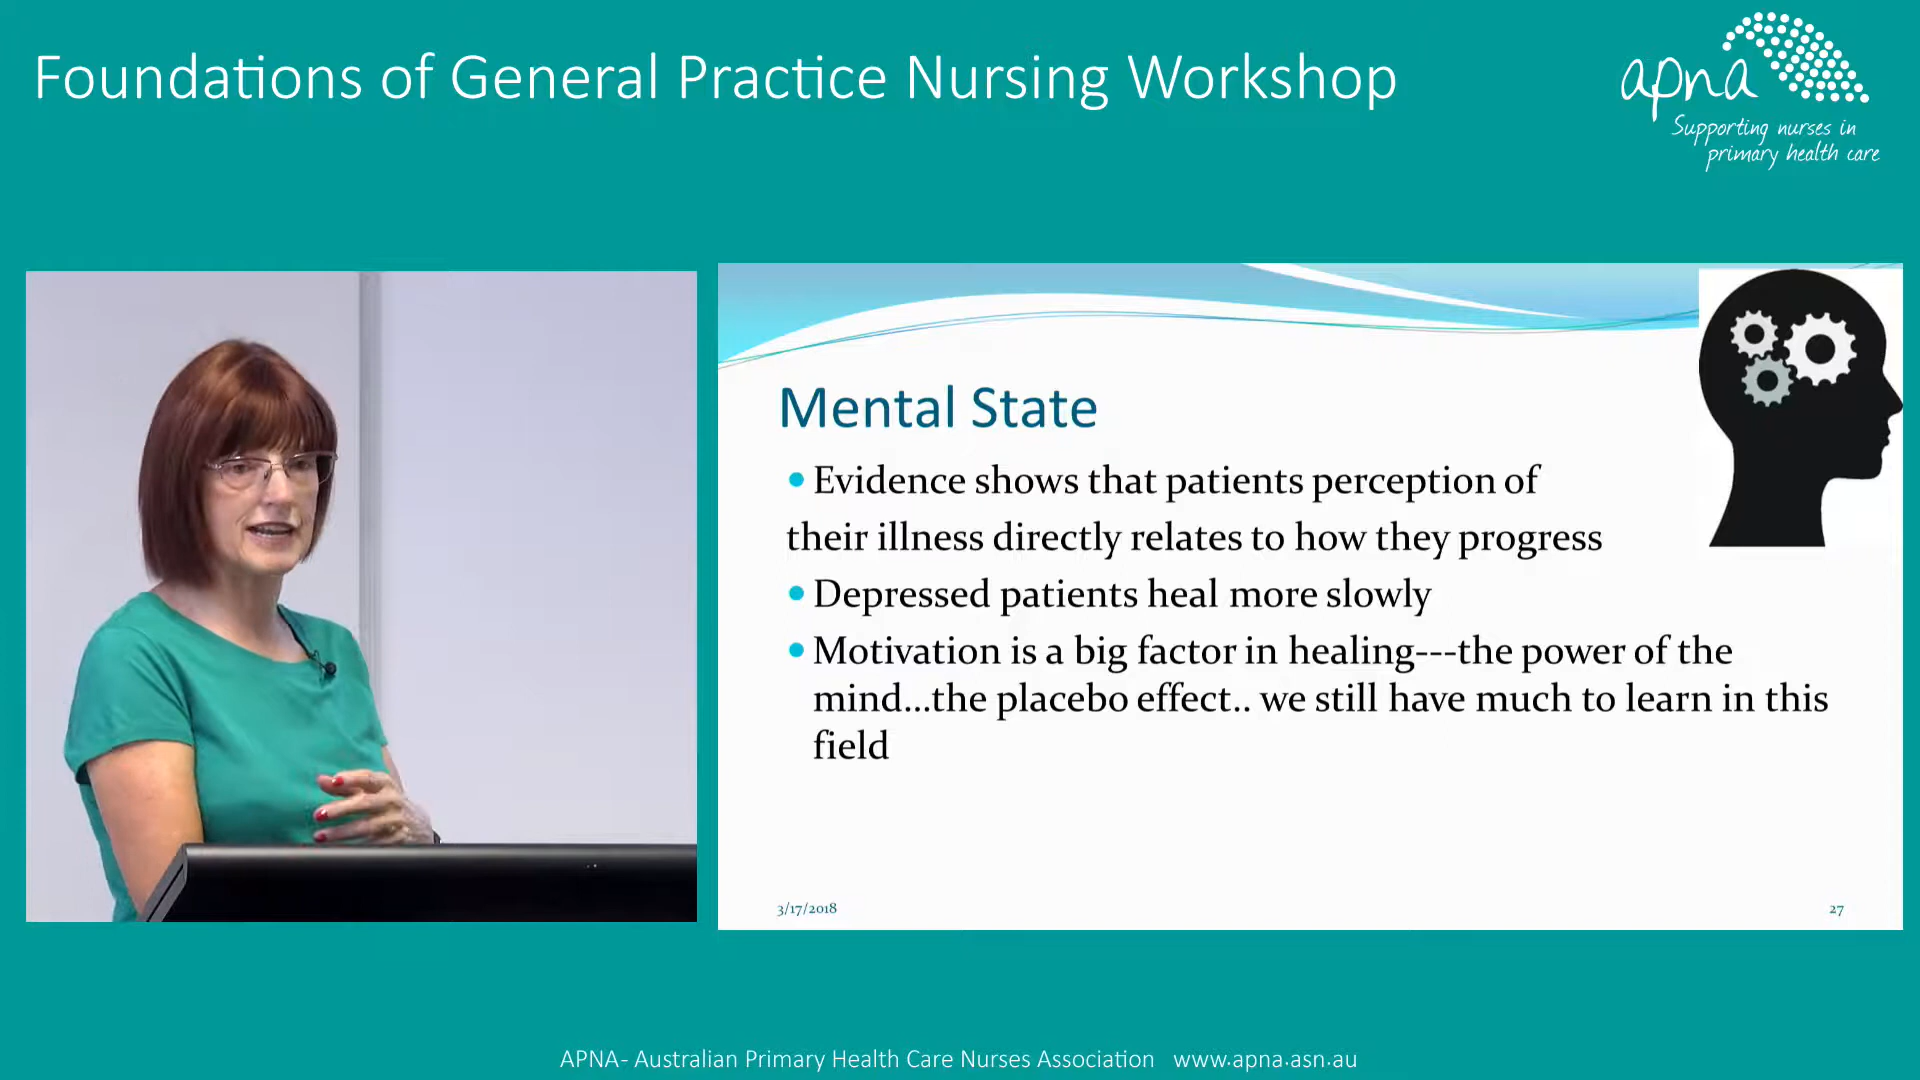 Foundations of General Practice Nursing Workshop
apna
Supporting nurses in
primary health care
Mental State
• Evidence shows that patients perception of
their illness directly relates to how they progress
• Depressed patients heal more slowly
• Motivation is a big factor in healing---the power of the
mind...the placebo effect.. we still have much to learn in this
field
3/17/2018
27
APNA- Australian Primary Health Care Nurses Association www.apna.asn.au